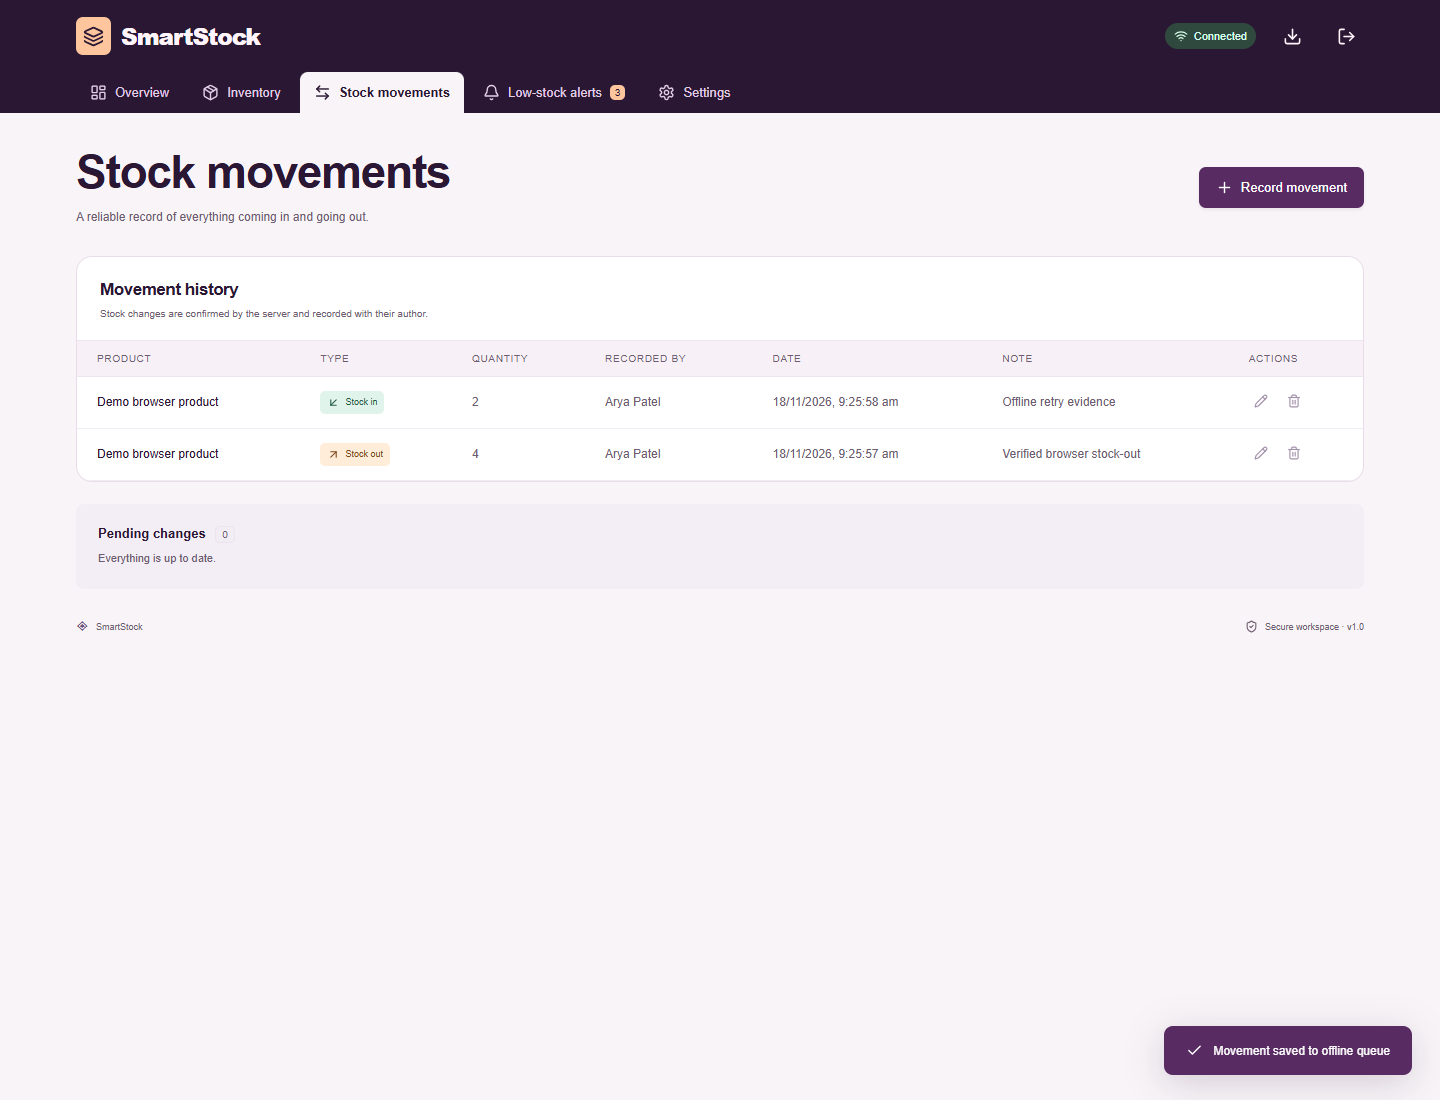 SmartStock
Connected
Overview
Inventory
Stock movements
Low-stock alerts 3
Settings
Stock movements
A reliable record of everything coming in and going out.
Record movement
Movement history
Stock changes are confirmed by the server and recorded with their author.
PRODUCT TYPE QUANTITY RECORDED BY DATE NOTE ACTIONS
Demo browser product Stock in 2 Arya Patel 18/11/2026, 9:25:58 am Offline retry evidence
Demo browser product Stock out 4 Arya Patel 18/11/2026, 9:25:57 am Verified browser stock-out
Pending changes 0
Everything is up to date.
SmartStock
Secure workspace · v1.0
Movement saved to offline queue